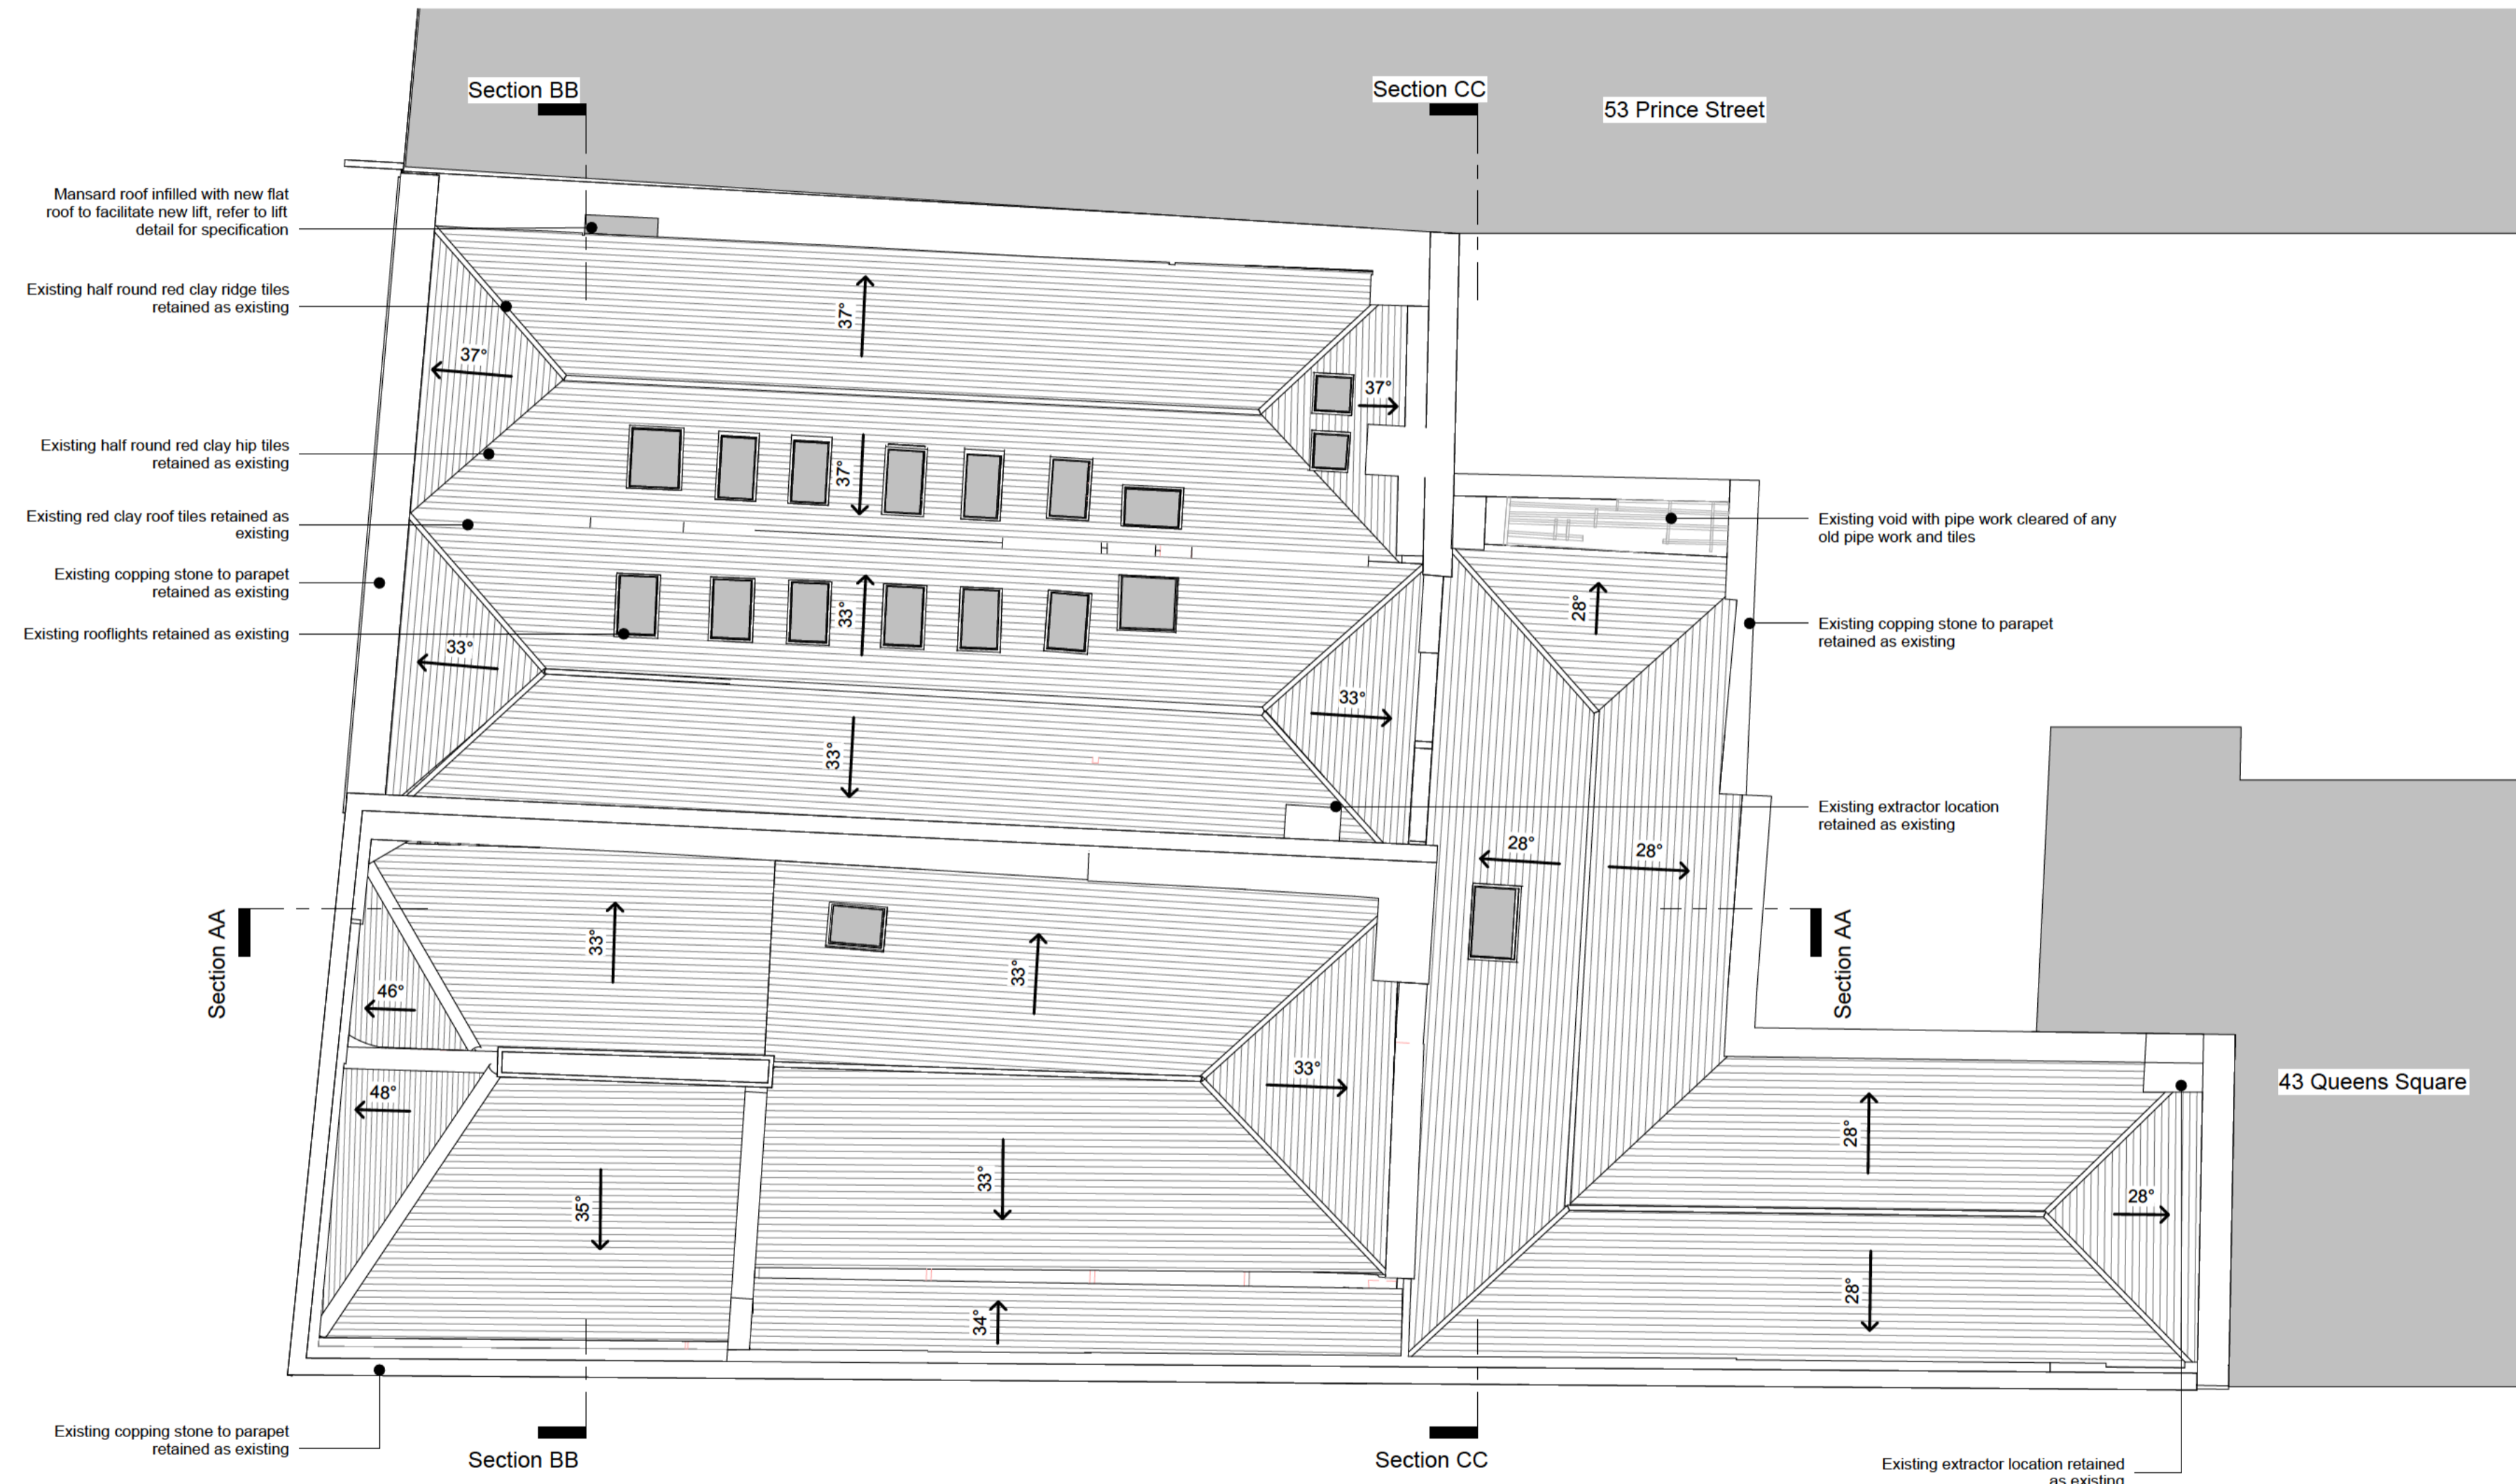 Section BB
Section CC
53 Prince Street
Mansard roof infilled with new flat
roof to facilitate new lift, refer to lift
detail for specification
Existing half round red clay ridge tiles
retained as existing
37°
37°
37°
Existing half round red clay hip tiles
retained as existing
37°
Existing red clay roof tiles retained as
existing
Existing void with pipe work cleared of any
old pipe work and tiles
Existing copping stone to parapet
retained as existing
33°
28°
Existing copping stone to parapet
retained as existing
Existing rooflights retained as existing
33°
33°
33°
Existing extractor location
retained as existing
28°
28°
Section AA
33°
33°
Section AA
46°
33°
43 Queens Square
48°
28°
33°
28°
35°
28°
34°
Existing copping stone to parapet
retained as existing
Section BB
Section CC
Existing extractor location retained
as existing